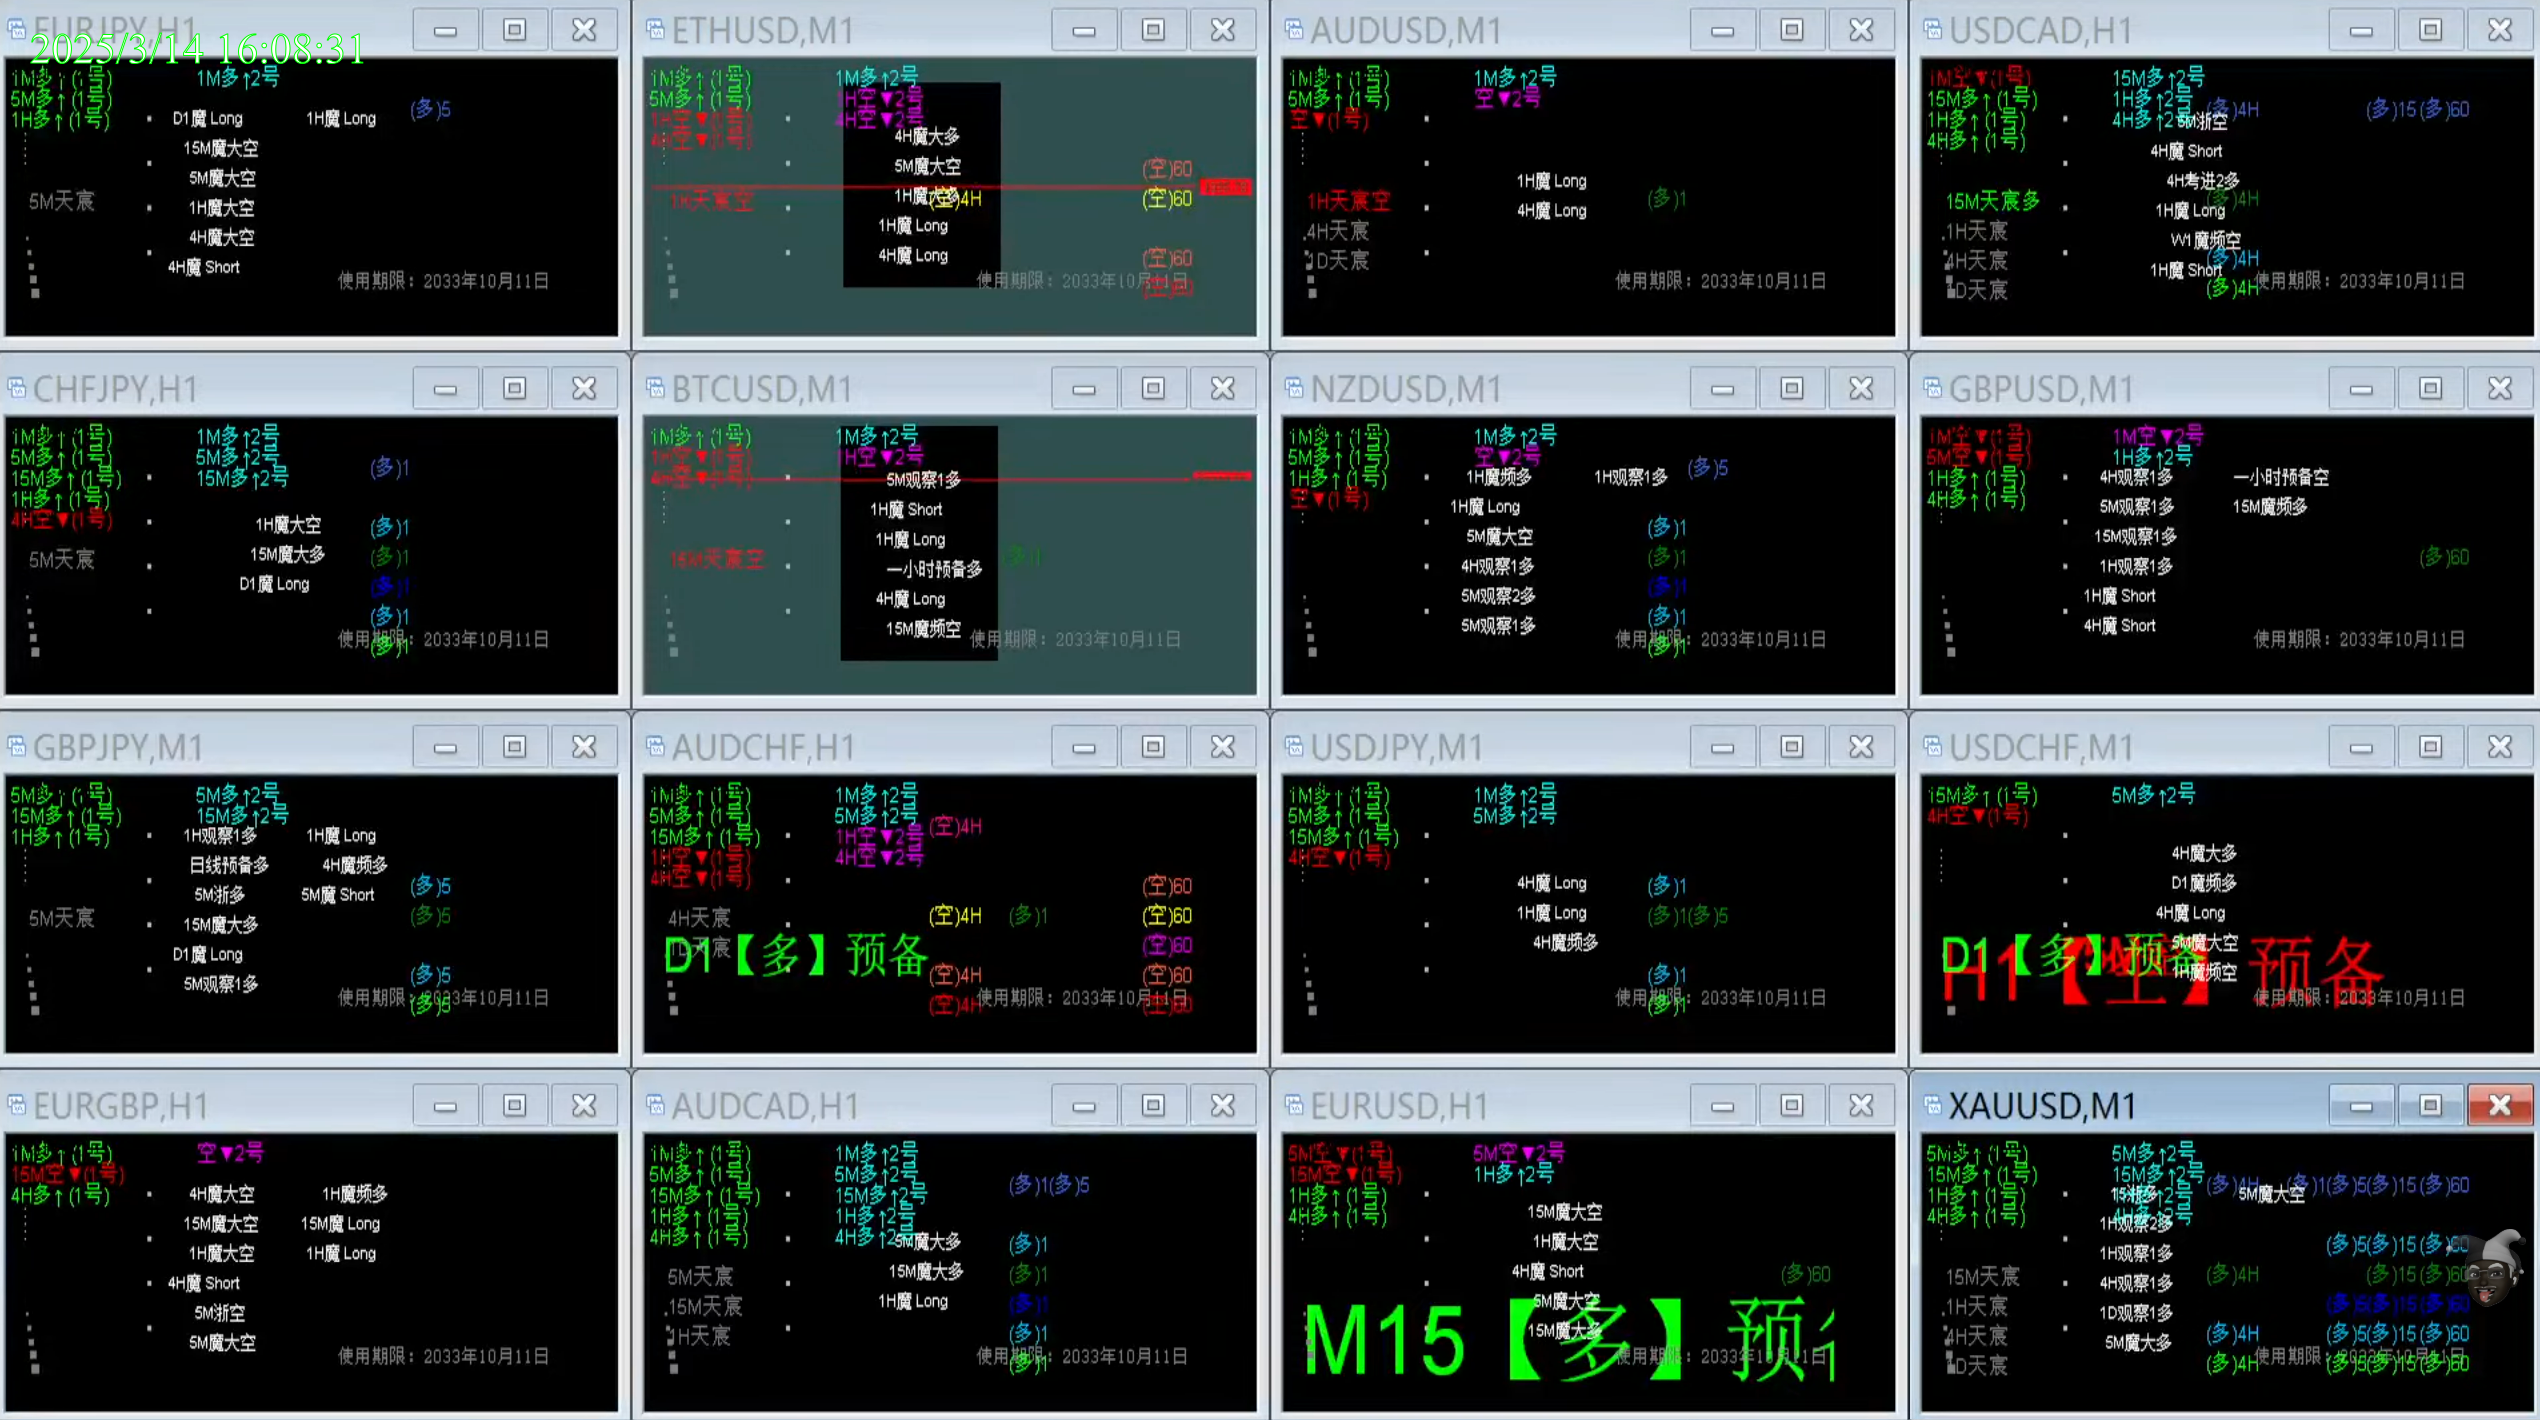 2025/3/14 16:08:31
EURJPY,H1
1M多↑(1号) 1M多↑2号
5M多↑(1号)
1H多↑(1号)
D1魔 Long 1H魔 Long (多)5
15M魔大空
5M魔大空
5M天宸
1H魔大空
4H魔大空
4H魔 Short
使用期限：2033年10月11日
ETHUSD,M1
1M多↑(1号) 1M多↑2号
5M多↑(1号) 1H空▼2号
1H空▼(1号) 4H空▼2号
4H空▼(1号)
4H魔大多
5M魔大空 (空)60
1H天宸空 (空)4H (空)60
1H魔 Long
4H魔 Long (空)60
使用期限：2033年10月11日
AUDUSD,M1
1M多↑(1号) 1M多↑2号
5M多↑(1号) 空▼2号
空▼(1号)
1H魔 Long
1H天宸空 4H魔 Long (多)1
4H天宸
1D天宸
使用期限：2033年10月11日
USDCAD,H1
1M空▼(1号) 15M多↑2号
15M多↑(1号) 1H多↑2号 (多)4H (多)15(多)60
1H多↑(1号) 4H多↑2号 5M浙空
4H多↑(1号)
4H魔 Short
4H考进2多
15M天宸多 1H魔 Long (多)4H
1H天宸 W1魔频空
4H天宸 (多)4H
1H魔 Short
1D天宸 (多)4H
使用期限：2033年10月11日
CHFJPY,H1
1M多↑(1号) 1M多↑2号
5M多↑(1号) 5M多↑2号
15M多↑(1号) 15M多↑2号 (多)1
1H多↑(1号)
4H空▼(1号) 1H魔大空 (多)1
5M天宸 15M魔大多 (多)1
D1魔 Long (多)1
(多)1
(多)1
使用期限：2033年10月11日
BTCUSD,M1
1M多↑(1号) 1M多↑2号
1H空▼(1号) 1H空▼2号
4H空▼(1号) 5M观察1多
1H魔 Short
1H魔 Long
15M天宸空 (多)1
一小时预备多
4H魔 Long
15M魔频空
使用期限：2033年10月11日
NZDUSD,M1
1M多↑(1号) 1M多↑2号
5M多↑(1号) 空▼2号
1H多↑(1号) 1H魔频多 1H观察1多 (多)5
空▼(1号) 1H魔 Long
5M魔大空 (多)1
4H观察1多 (多)1
5M观察2多 (多)1
5M观察1多 (多)1
(多)1
使用期限：2033年10月11日
GBPUSD,M1
1M空▼(1号) 1M空▼2号
5M空▼(1号) 1H多↑2号
1H多↑(1号) 4H观察1多 一小时预备空
4H多↑(1号) 5M观察1多 15M魔频多
15M观察1多
1H观察1多 (多)60
1H魔 Short
4H魔 Short
使用期限：2033年10月11日
GBPJPY,M1
5M多↑(1号) 5M多↑2号
15M多↑(1号) 15M多↑2号
1H多↑(1号) 1H观察1多 1H魔 Long
日线预备多 4H魔频多
5M浙多 5M魔 Short (多)5
5M天宸 15M魔大多 (多)5
D1魔 Long
5M观察1多 (多)5
(多)5
使用期限：2033年10月11日
AUDCHF,H1
1M多↑(1号) 1M多↑2号
5M多↑(1号) 5M多↑2号
15M多↑(1号) 1H空▼2号 (空)4H
1H空▼(1号) 4H空▼2号
4H空▼(1号) (空)60
4H天宸 (空)4H (多)1 (空)60
1D天宸 (空)60
D1【多】预备
(空)4H (空)60
(空)4H (空)60
使用期限：2033年10月11日
USDJPY,M1
1M多↑(1号) 1M多↑2号
5M多↑(1号) 5M多↑2号
15M多↑(1号)
4H空▼(1号)
4H魔 Long (多)1
1H魔 Long (多)1(多)5
4H魔频多
(多)1
(多)1
使用期限：2033年10月11日
USDCHF,M1
15M多↑(1号) 5M多↑2号
4H空▼(1号)
4H魔大多
D1魔频多
4H魔 Long
5M魔大空
D1【多】预备
H1【空】预备
1H魔频空
使用期限：2033年10月11日
EURGBP,H1
1M多↑(1号) 空▼2号
15M空▼(1号)
4H多↑(1号) 4H魔大空 1H魔频多
15M魔大空 15M魔 Long
1H魔大空 1H魔 Long
4H魔 Short
5M浙空
5M魔大空
使用期限：2033年10月11日
AUDCAD,H1
1M多↑(1号) 1M多↑2号
5M多↑(1号) 5M多↑2号 (多)1(多)5
15M多↑(1号) 15M多↑2号
1H多↑(1号) 1H多↑2号
4H多↑(1号) 4H多↑2号 5M魔大多 (多)1
5M天宸 15M魔大多 (多)1
15M天宸 1H魔 Long (多)1
1H天宸 (多)1
(多)1
使用期限：2033年10月11日
EURUSD,H1
5M空▼(1号) 5M空▼2号
15M空▼(1号) 1H多↑2号
1H多↑(1号)
4H多↑(1号) 15M魔大空
1H魔大空
4H魔 Short (多)60
5M魔大空
15M魔大多
M15【多】预
使用期限：2033年10月11日
XAUUSD,M1
5M多↑(1号) 5M多↑2号
15M多↑(1号) 15M多↑2号
1H多↑(1号) (多)4H (多)1(多)5(多)15(多)60
5M魔大空
4H多↑(1号) 4H多↑2号
1H观察2多
1H观察1多 (多)5(多)15(多)60
15M天宸 4H观察1多 (多)4H (多)15(多)60
1H天宸 1D观察1多 (多)5(多)15(多)60
4H天宸 5M魔大多 (多)4H (多)5(多)15(多)60
1D天宸 (多)4H (多)5(多)15(多)60
使用期限：